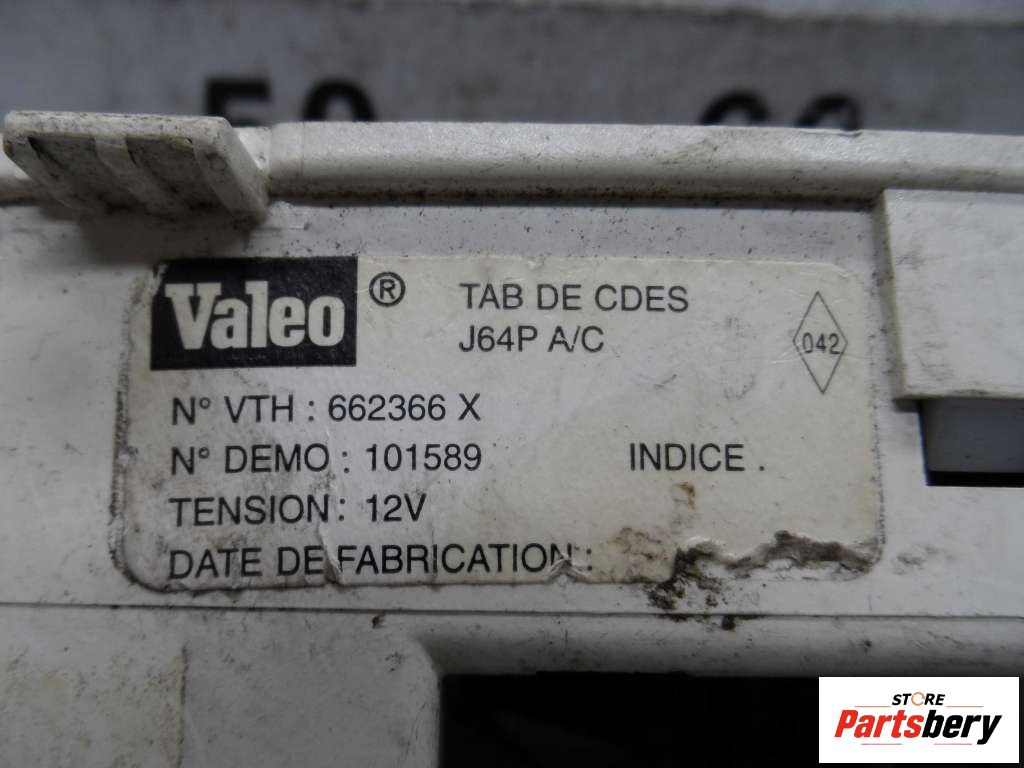 Valeo ® TAB DE CDES
J64P A/C
042
N° VTH : 662366 X
N° DEMO : 101589 INDICE .
TENSION : 12V
DATE DE FABRICATION :
STORE
Partsbery